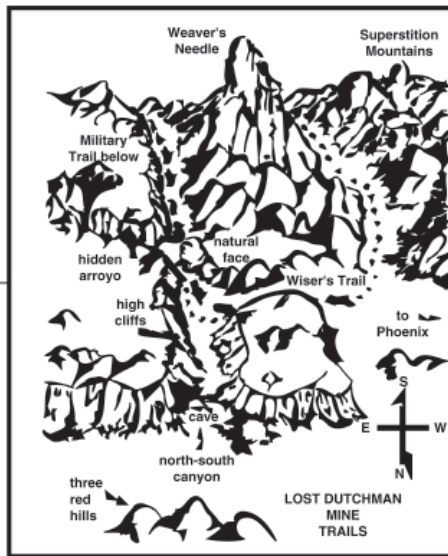 Weaver's
Needle
Superstition
Mountains
Military
Trail below
natural
face
hidden
arroyo
Wiser's Trail
high
cliffs
to
Phoenix
S
E W
N
cave
north-south
canyon
three
red
hills
LOST DUTCHMAN
MINE
TRAILS